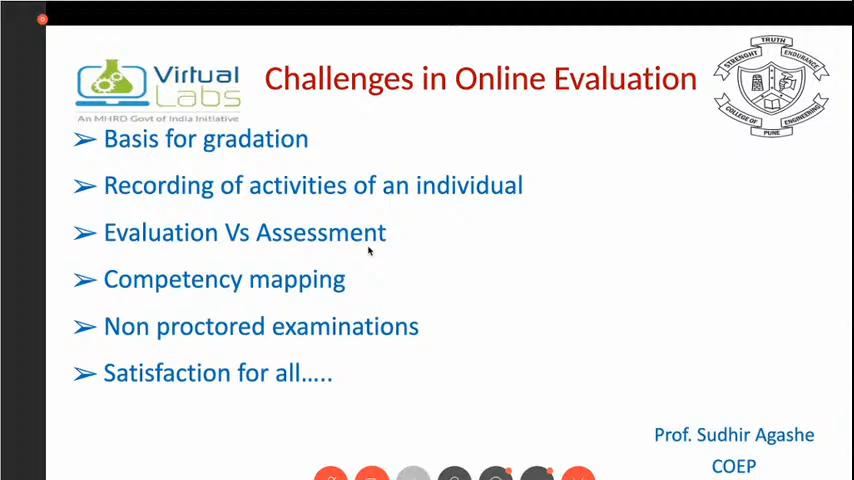 Virtual
Labs
An MHRD Govt of India Initiative
Challenges in Online Evaluation
TRUTH
STRENGHT
ENDURANCE
COLLEGE OF
ENGINEERING
PUNE
➢ Basis for gradation
➢ Recording of activities of an individual
➢ Evaluation Vs Assessment
➢ Competency mapping
➢ Non proctored examinations
➢ Satisfaction for all…..
Prof. Sudhir Agashe
COEP